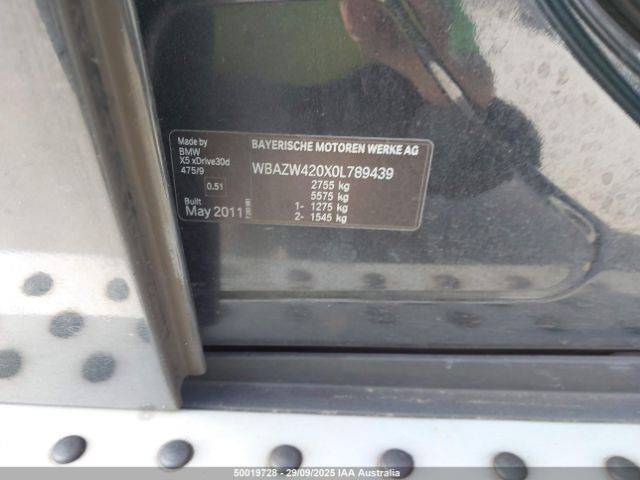 Made by
BMW
X5 xDrive30d
475/9
0.51
Built
May 2011
BAYERISCHE MOTOREN WERKE AG
WBAZW420X0L789439
2755 kg
5575 kg
1- 1275 kg
2- 1545 kg
50019728 - 29/09/2025 IAA Australia